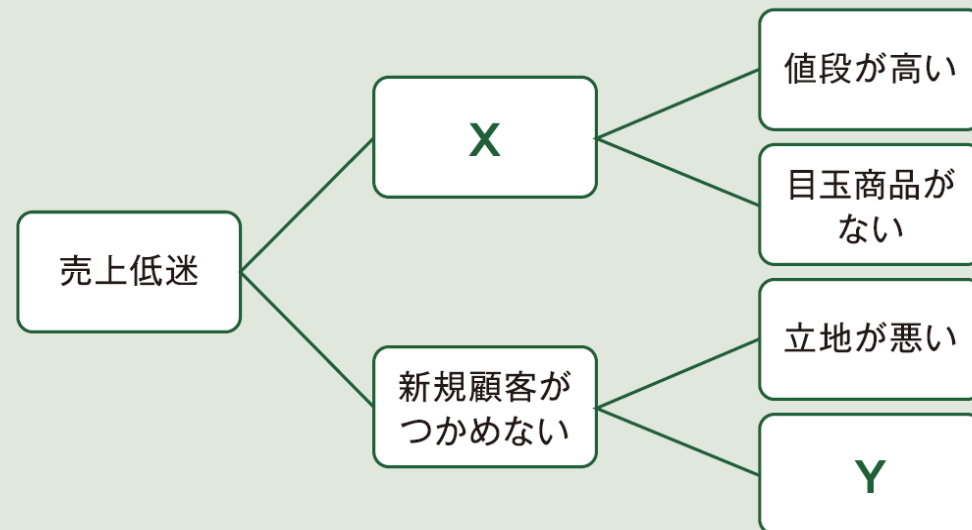 値段が高い
X
目玉商品が
ない
売上低迷
立地が悪い
新規顧客が
つかめない
Y